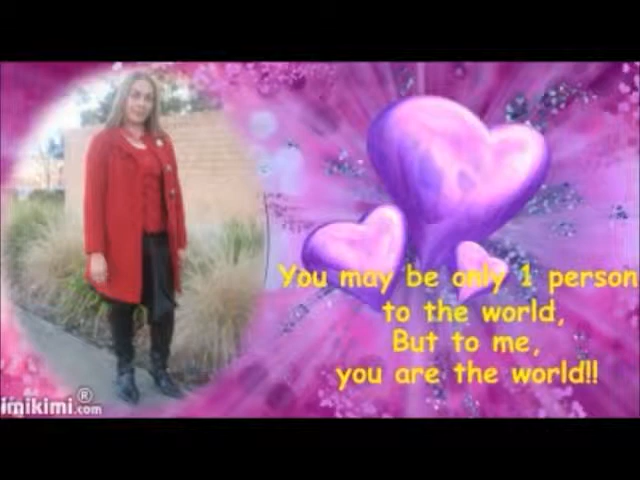 You may be only 1 person
to the world,
But to me,
you are the world!!
imikimi®.com